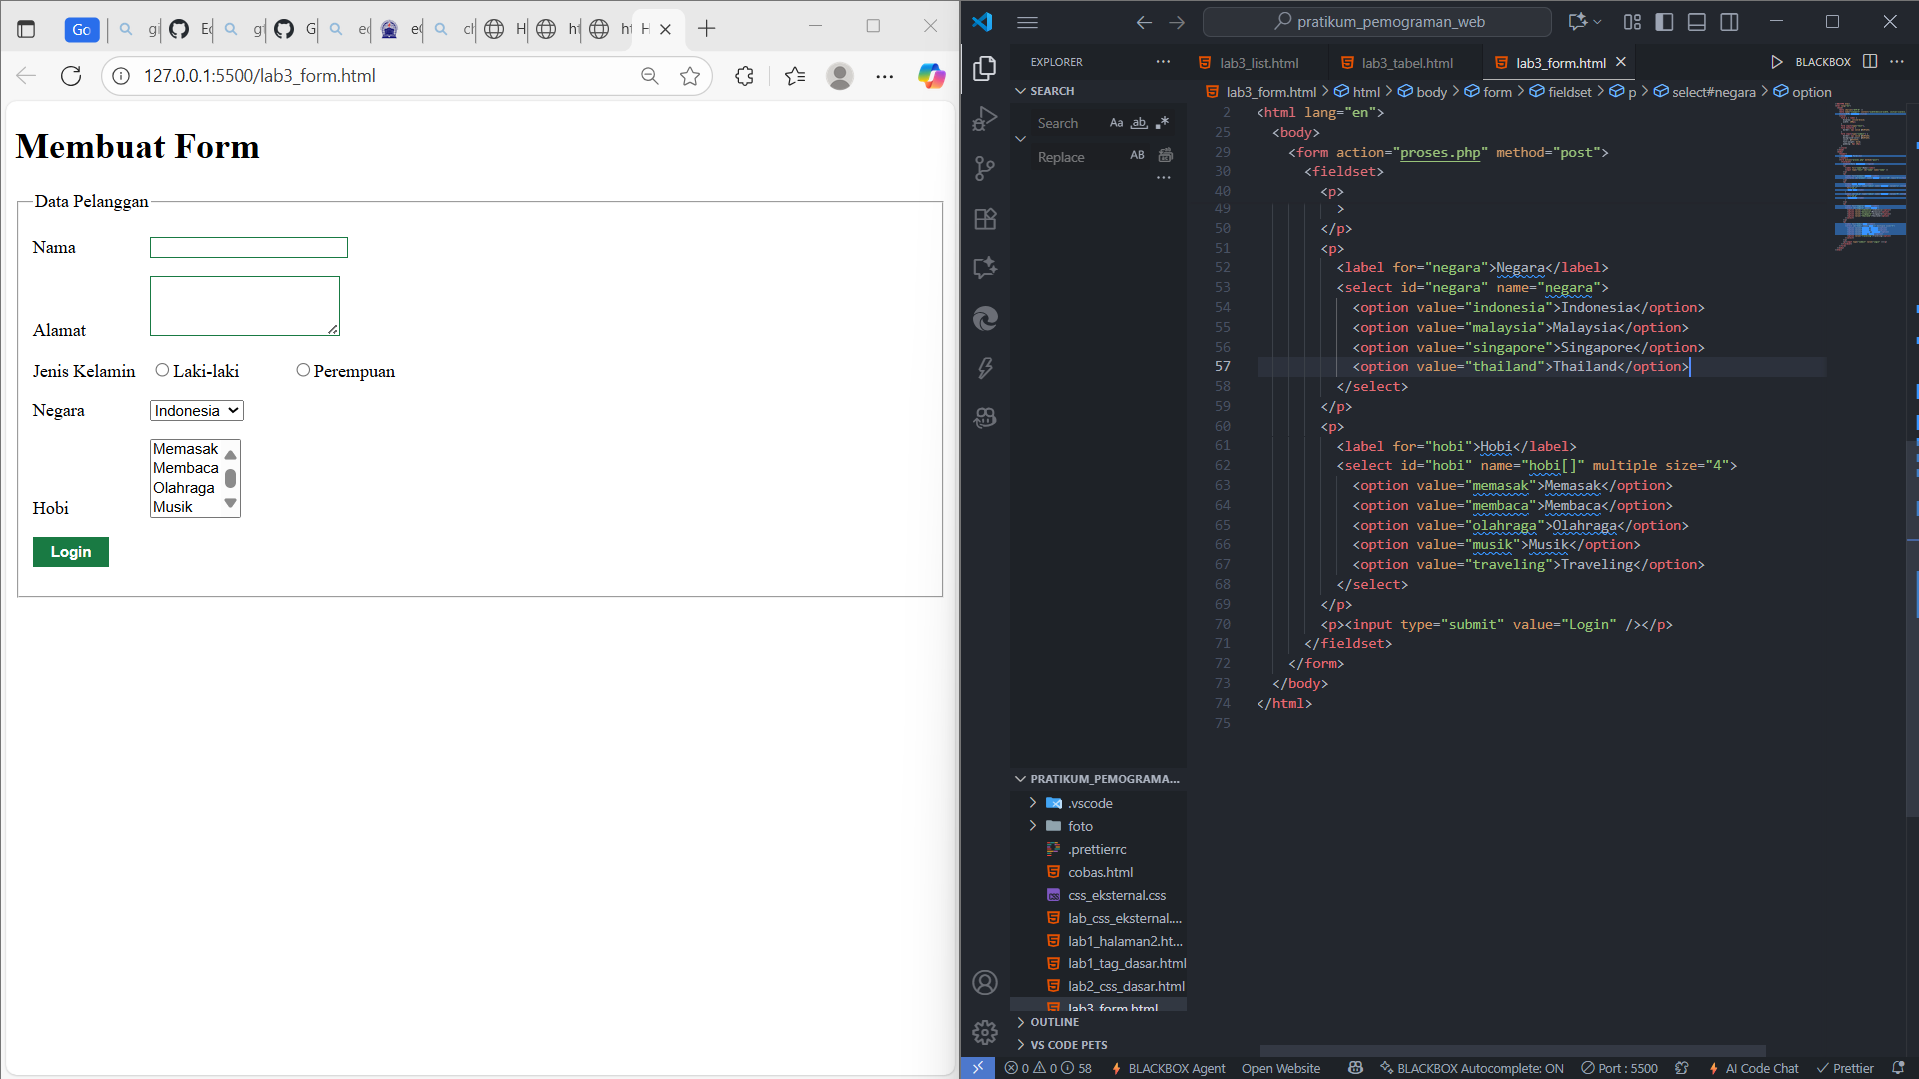 Go
127.0.0.1:5500/lab3_form.html
Membuat Form
Data Pelanggan
Nama
Alamat
Jenis Kelamin Laki-laki Perempuan
Negara Indonesia
Memasak
Membaca
Olahraga
Musik
Hobi
Login
pratikum_pemograman_web
EXPLORER
lab3_list.html lab3_tabel.html lab3_form.html BLACKBOX
SEARCH
Search Aa ab
Replace AB
lab3_form.html > html > body > form > fieldset > p > select#negara > option
2 <html lang="en">
25 <body>
29 <form action="proses.php" method="post">
30 <fieldset>
40 <p>
49 >
50 </p>
51 <p>
52 <label for="negara">Negara</label>
53 <select id="negara" name="negara">
54 <option value="indonesia">Indonesia</option>
55 <option value="malaysia">Malaysia</option>
56 <option value="singapore">Singapore</option>
57 <option value="thailand">Thailand</option>
58 </select>
59 </p>
60 <p>
61 <label for="hobi">Hobi</label>
62 <select id="hobi" name="hobi[]" multiple size="4">
63 <option value="memasak">Memasak</option>
64 <option value="membaca">Membaca</option>
65 <option value="olahraga">Olahraga</option>
66 <option value="musik">Musik</option>
67 <option value="traveling">Traveling</option>
68 </select>
69 </p>
70 <p><input type="submit" value="Login" /></p>
71 </fieldset>
72 </form>
73 </body>
74 </html>
75
PRATIKUM_PEMOGRAMA...
.vscode
foto
.prettierrc
cobas.html
css_eksternal.css
lab_css_eksternal....
lab1_halaman2.ht...
lab1_tag_dasar.html
lab2_css_dasar.html
lab3_form.html
OUTLINE
VS CODE PETS
0 0 58 BLACKBOX Agent Open Website BLACKBOX Autocomplete: ON Port : 5500 AI Code Chat Prettier